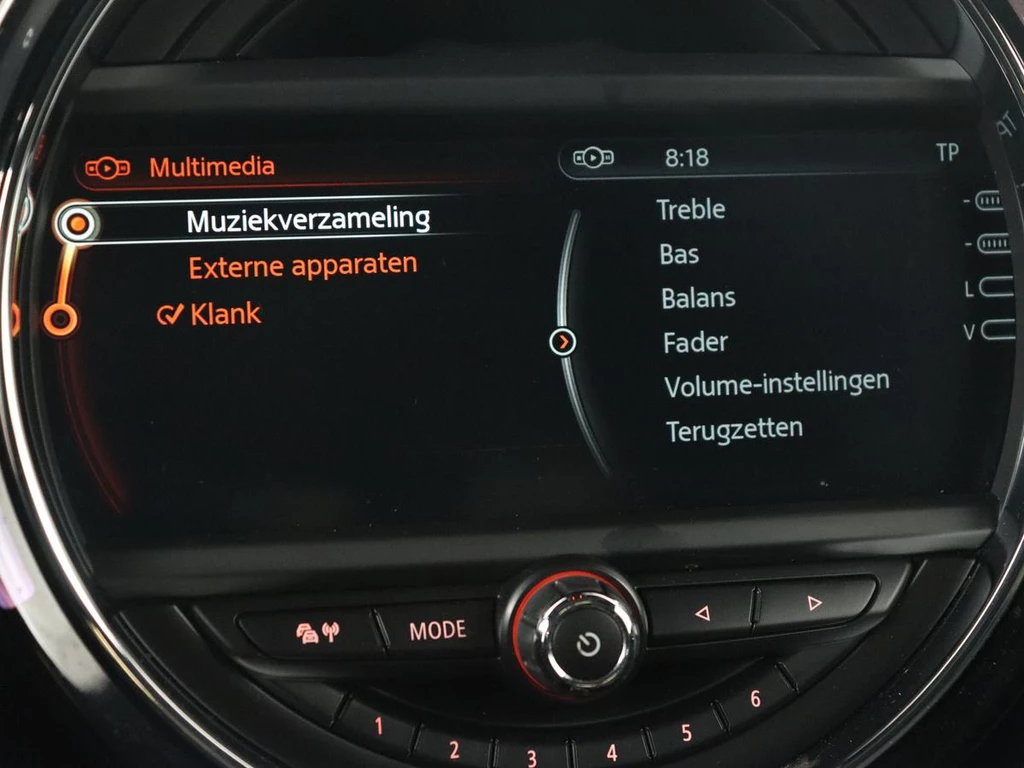 Multimedia
Muziekverzameling
Externe apparaten
Klank
8:18
TP
TP
Treble
Bas
Balans
L
Fader
V
Volume-instellingen
Terugzetten
MODE
1
2
3
4
5
6